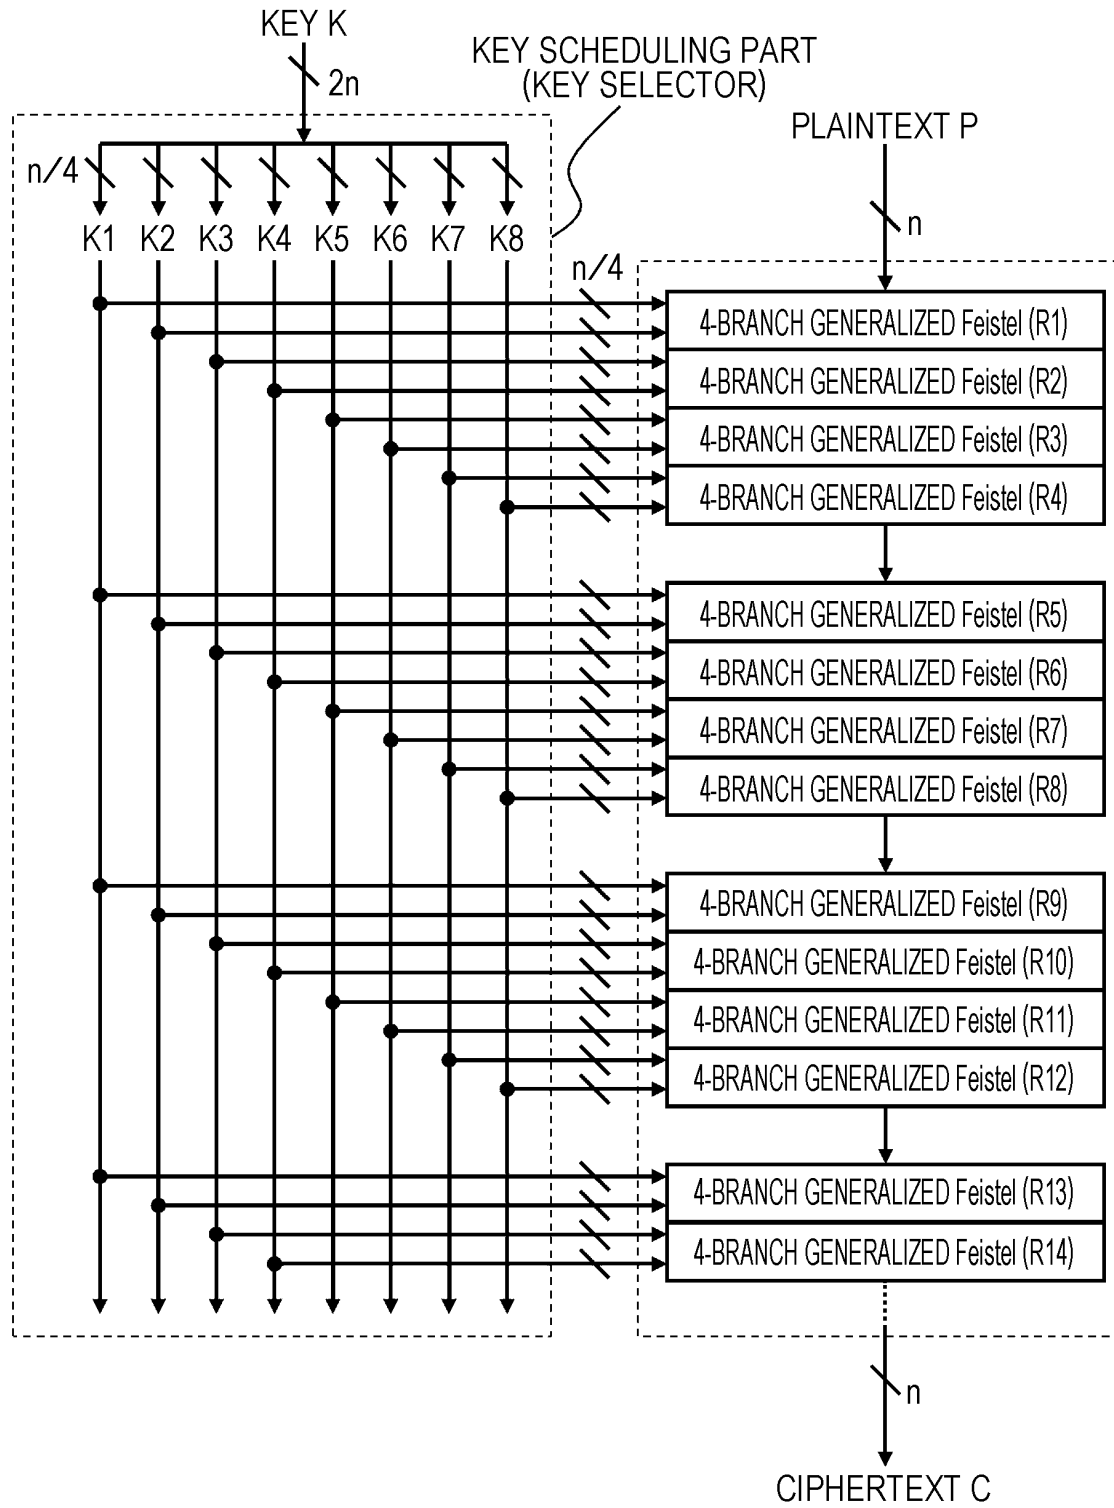 KEY K
2n
KEY SCHEDULING PART
(KEY SELECTOR)
PLAINTEXT P
n/4
n
K1 K2 K3 K4 K5 K6 K7 K8
n/4
4-BRANCH GENERALIZED Feistel (R1)
4-BRANCH GENERALIZED Feistel (R2)
4-BRANCH GENERALIZED Feistel (R3)
4-BRANCH GENERALIZED Feistel (R4)
4-BRANCH GENERALIZED Feistel (R5)
4-BRANCH GENERALIZED Feistel (R6)
4-BRANCH GENERALIZED Feistel (R7)
4-BRANCH GENERALIZED Feistel (R8)
4-BRANCH GENERALIZED Feistel (R9)
4-BRANCH GENERALIZED Feistel (R10)
4-BRANCH GENERALIZED Feistel (R11)
4-BRANCH GENERALIZED Feistel (R12)
4-BRANCH GENERALIZED Feistel (R13)
4-BRANCH GENERALIZED Feistel (R14)
n
CIPHERTEXT C